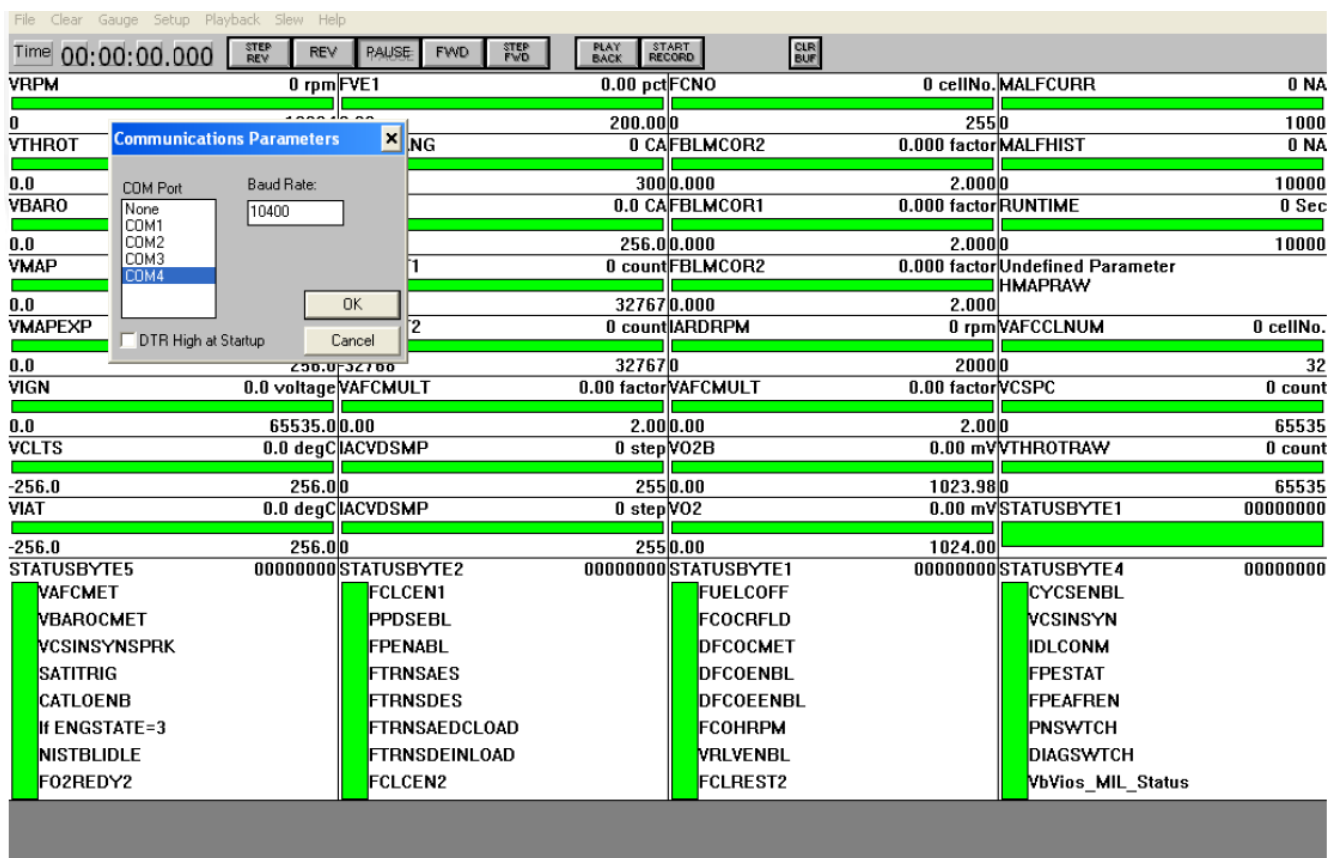 File Clear Gauge Setup Playback Slew Help
Time 00:00:00.000 STEP REV REV PAUSE FWD STEP FWD PLAY BACK START RECORD CLR BUF
VRPM 0 rpm FVE1 0.00 pct FCNO 0 cellNo. MALFCURR 0 NA
0 200.00 0 255 0 1000
VTHROT NG 0 CA FBLMCOR2 0.000 factor MALFHIST 0 NA
0.0 300 0.000 2.000 0 10000
VBARO 0.0 CA FBLMCOR1 0.000 factor RUNTIME 0 Sec
0.0 256.0 0.000 2.000 0 10000
VMAP 0 count FBLMCOR2 0.000 factor Undefined Parameter
HMAPRAW
0.0 32767 0.000 2.000
VMAPEXP 0 count IARDRPM 0 rpm VAFCCLNUM 0 cellNo.
0.0 256.0 -32768 32767 0 2000 0 32
Communications Parameters
COM Port Baud Rate:
None 10400
COM1
COM2
COM3
COM4
OK
DTR High at Startup Cancel
VIGN 0.0 voltage VAFCMULT 0.00 factor VAFCMULT 0.00 factor VCSPC 0 count
0.0 65535.0 0.00 2.00 0.00 2.00 0 65535
VCLTS 0.0 degC IACVDSMP 0 step VO2B 0.00 mV VTHROTRAW 0 count
-256.0 256.0 0 255 0.00 1023.98 0 65535
VIAT 0.0 degC IACVDSMP 0 step VO2 0.00 mV STATUSBYTE1 00000000
-256.0 256.0 0 255 0.00 1024.00
STATUSBYTE5 00000000 STATUSBYTE2 00000000 STATUSBYTE1 00000000 STATUSBYTE4 00000000
VAFCMET FCLCEN1 FUELCOFF CYCSENBL
VBAROCMET PPDSEBL FCOCRFLD VCSINSYN
VCSINSYNSPRK FPENABL DFCOCMET IDLCONM
SATITRIG FTRNSAES DFCOENBL FPESTAT
CATLOENB FTRNSDES DFCOEENBL FPEAFREN
If ENGSTATE=3 FTRNSAEDCLOAD FCOHRPM PNSWTCH
NISTBLIDLE FTRNSDEINLOAD VRLVENBL DIAGSWTCH
FO2REDY2 FCLCEN2 FCLREST2 VbVios_MIL_Status